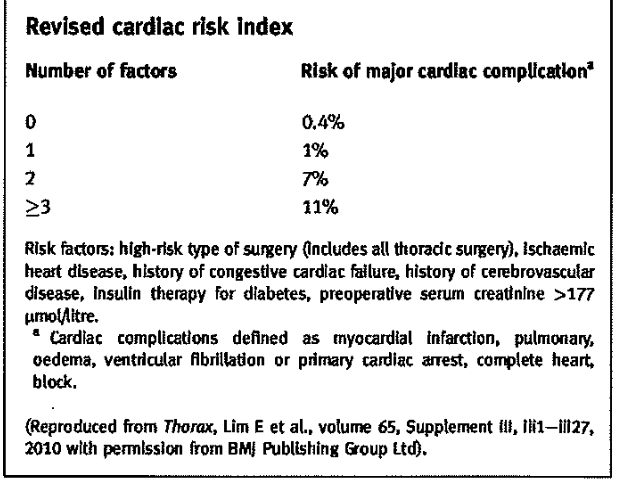 Revised cardiac risk index
Number of factors Risk of major cardiac complicationª
0 0.4%
1 1%
2 7%
≥3 11%
Risk factors: high-risk type of surgery (includes all thoracic surgery), ischaemic
heart disease, history of congestive cardiac failure, history of cerebrovascular
disease, insulin therapy for diabetes, preoperative serum creatinine >177
μmol/litre.
ª Cardiac complications defined as myocardial infarction, pulmonary,
oedema, ventricular fibrillation or primary cardiac arrest, complete heart,
block.
(Reproduced from Thorax, Lim E et al., volume 65, Supplement III, iii1–iii27,
2010 with permission from BMJ Publishing Group Ltd).